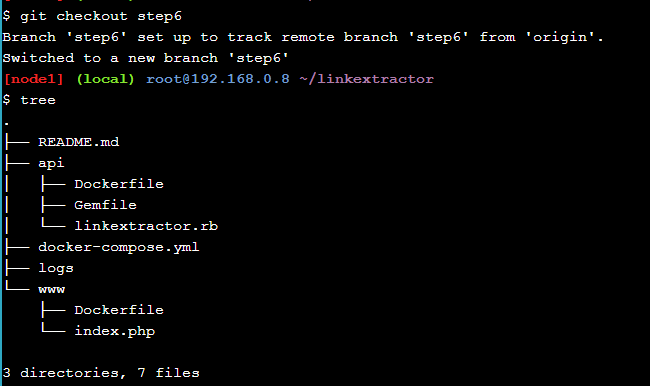 $ git checkout step6
Branch 'step6' set up to track remote branch 'step6' from 'origin'.
Switched to a new branch 'step6'
[node1] (local) root@192.168.0.8 ~/linkextractor
$ tree
.
├── README.md
├── api
│   ├── Dockerfile
│   ├── Gemfile
│   └── linkextractor.rb
├── docker-compose.yml
├── logs
└── www
    ├── Dockerfile
    └── index.php

3 directories, 7 files